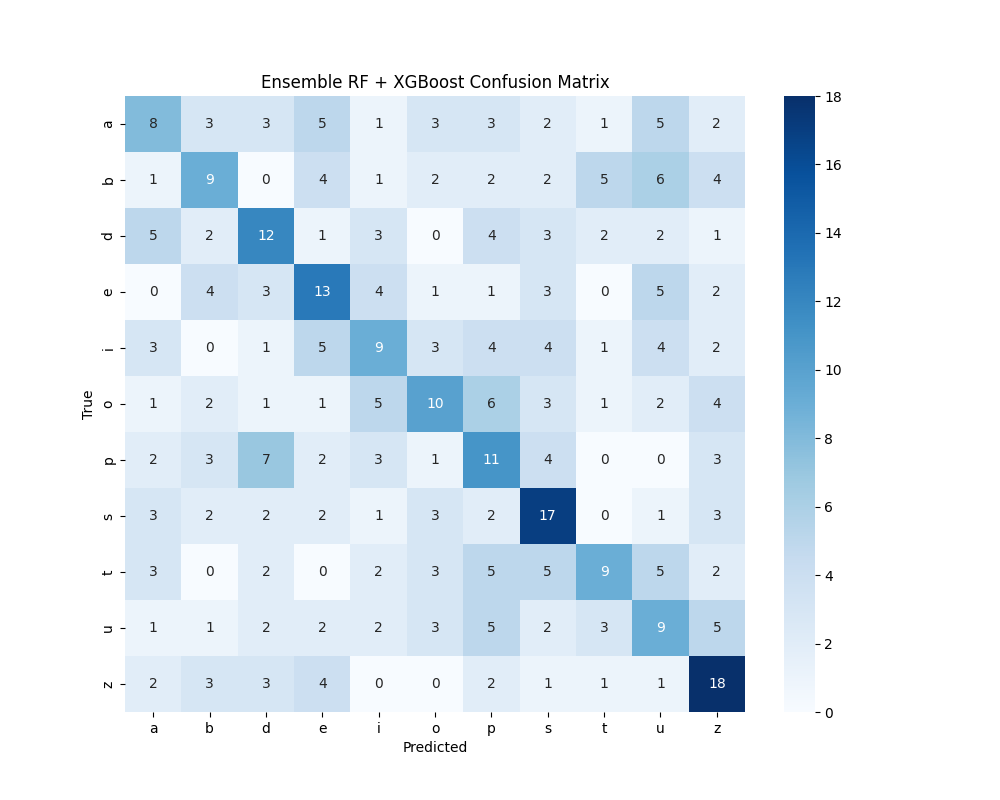 Ensemble RF + XGBoost Confusion Matrix
a 8 3 3 5 1 3 3 2 1 5 2
b 1 9 0 4 1 2 2 2 5 6 4
d 5 2 12 1 3 0 4 3 2 2 1
e 0 4 3 13 4 1 1 3 0 5 2
i 3 0 1 5 9 3 4 4 1 4 2
o 1 2 1 1 5 10 6 3 1 2 4
p 2 3 7 2 3 1 11 4 0 0 3
s 3 2 2 2 1 3 2 17 0 1 3
t 3 0 2 0 2 3 5 5 9 5 2
u 1 1 2 2 2 3 5 2 3 9 5
z 2 3 3 4 0 0 2 1 1 1 18
a b d e i o p s t u z
Predicted
True
18
16
14
12
10
8
6
4
2
0